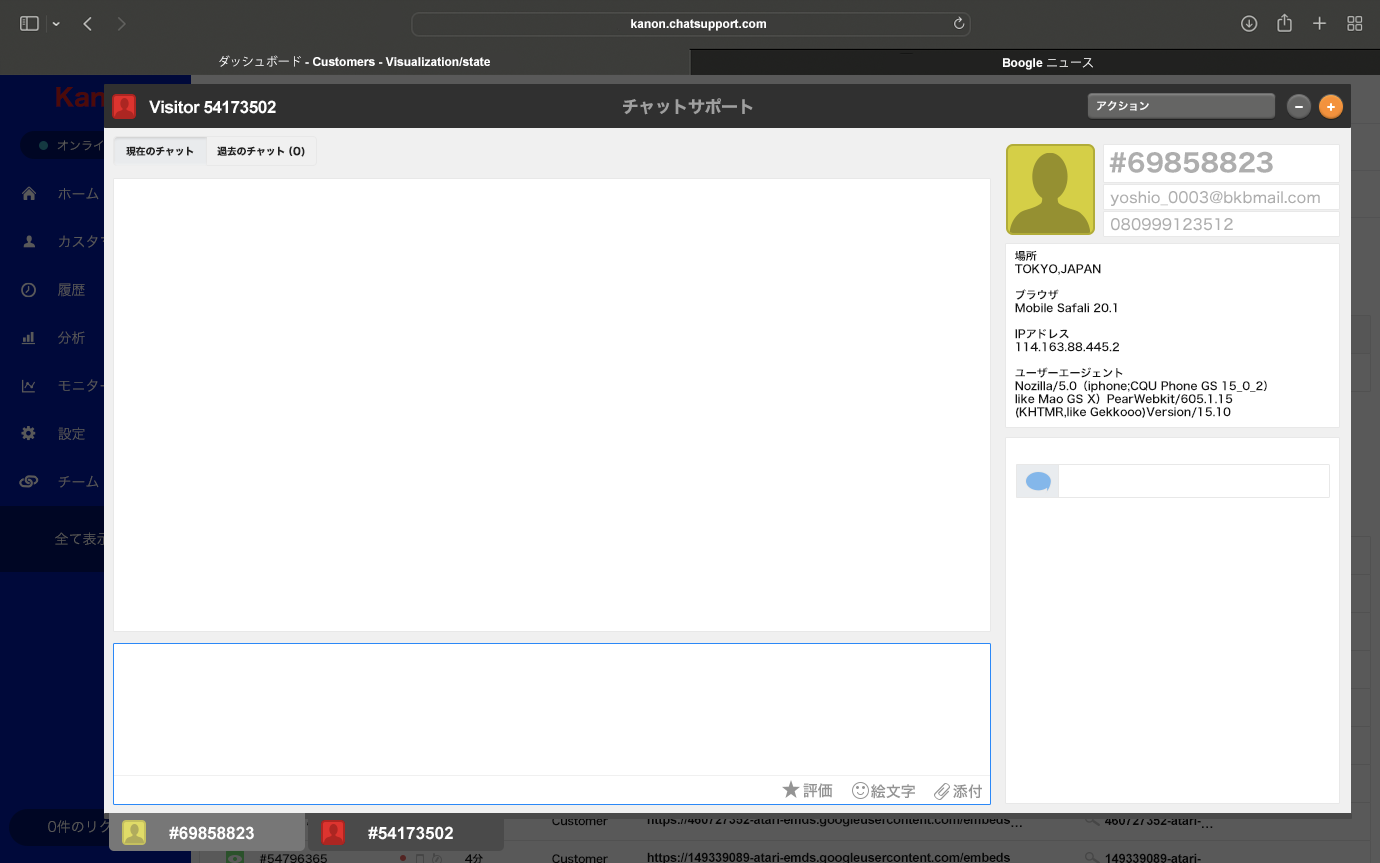 kanon.chatsupport.com
ダッシュボード - Customers - Visualization/state
Boogle ニュース
Kan
Visitor 54173502
チャットサポート
アクション
オンライ
ホーム
カスタマ
履歴
分析
モニター
設定
チーム
全て表示
0件のリク
現在のチャット
過去のチャット (0)
#69858823
yoshio_0003@bkbmail.com
080999123512
場所
TOKYO,JAPAN
ブラウザ
Mobile Safali 20.1
IPアドレス
114.163.88.445.2
ユーザーエージェント
Nozilla/5.0（iphone;CQU Phone GS 15_0_2）
like Mao GS X）PearWebkit/605.1.15
(KHTMR,like Gekkooo)Version/15.10
評価
絵文字
添付
#69858823
#54173502
Customer
https://460727352-atari-emds.googleusercontent.com/embeds...
460727352-atari-...
#54796365
4分
Customer
https://149339089-atari-emds.googleusercontent.com/embeds
149339089-atari-